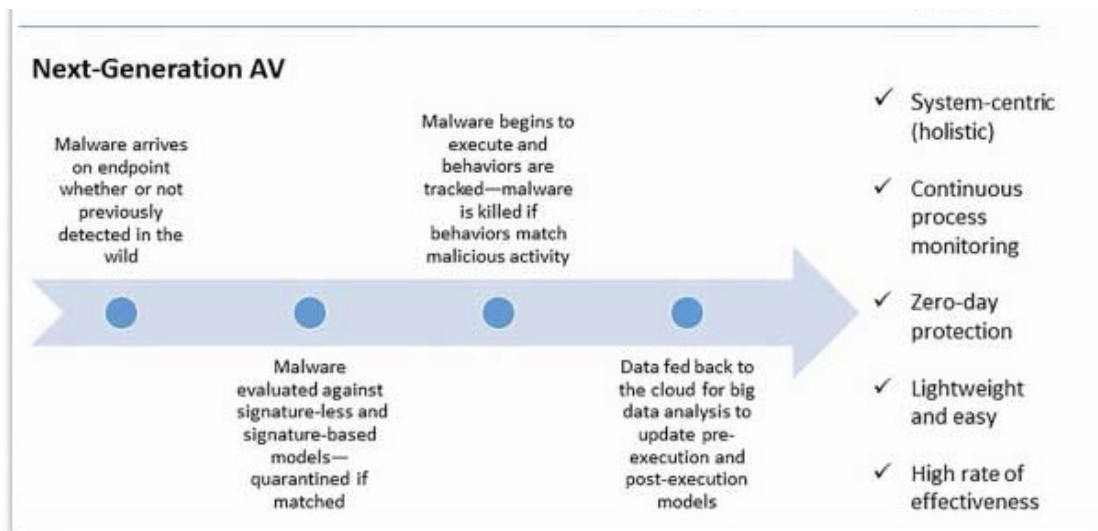 Next-Generation AV
Malware arrives
on endpoint
whether or not
previously
detected in the
wild
Malware
evaluated against
signature-less and
signature-based
models—
quarantined if
matched
Malware begins to
execute and
behaviors are
tracked—malware
is killed if
behaviors match
malicious activity
Data fed back to
the cloud for big
data analysis to
update pre-
execution and
post-execution
models
✓ System-centric
(holistic)
✓ Continuous
process
monitoring
✓ Zero-day
protection
✓ Lightweight
and easy
✓ High rate of
effectiveness